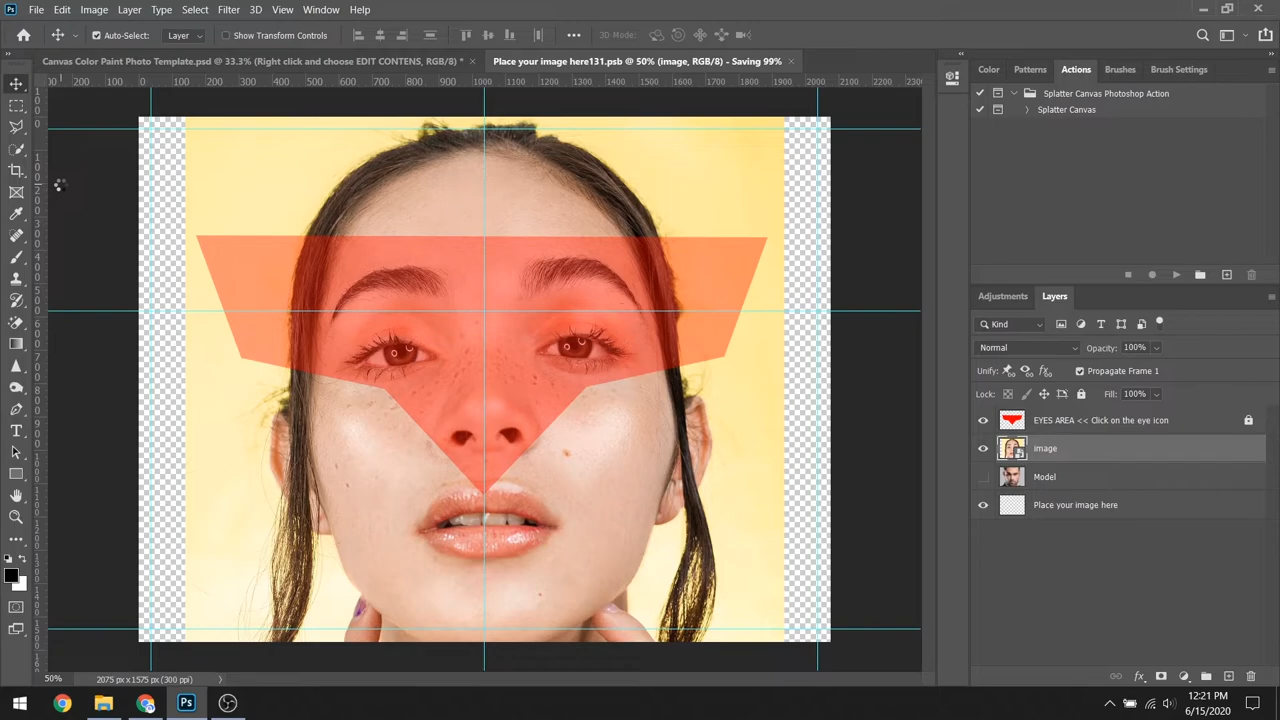 Ps File Edit Image Layer Type Select Filter 3D View Window Help
Auto-Select: Layer Show Transform Controls 3D Mode:
Canvas Color Paint Photo Template.psd @ 33.3% (Right click and choose EDIT CONTENS, RGB/8) *
Place your image here131.psb @ 50% (image, RGB/8) - Saving 99%
Color Patterns Actions Brushes Brush Settings
Splatter Canvas Photoshop Action
Splatter Canvas
Adjustments Layers
Kind
Normal Opacity: 100%
Unify: Propagate Frame 1
Lock: Fill: 100%
EYES AREA << Click on the eye icon
image
Model
Place your image here
50% 2075 px x 1575 px (300 ppi)
Ps 12:21 PM
6/15/2020